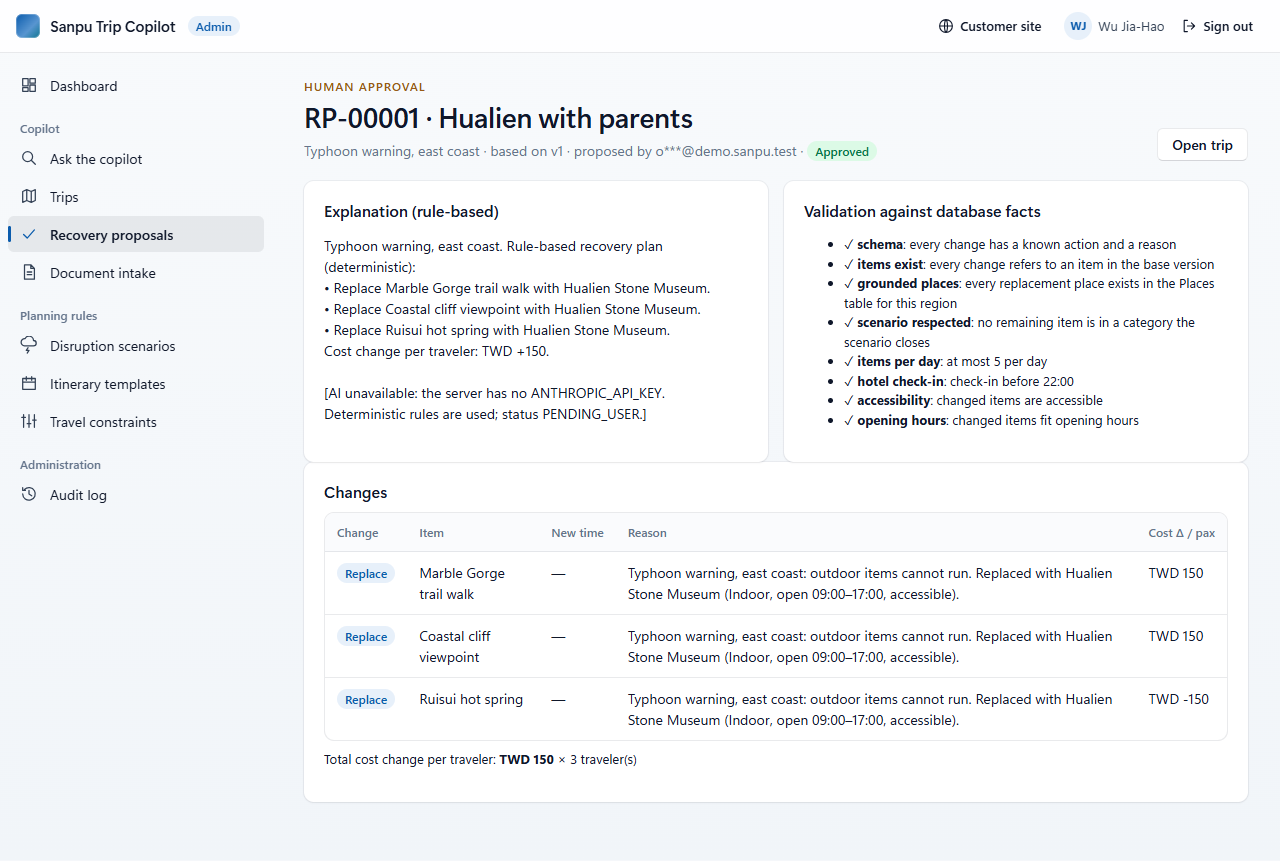 Sanpu Trip Copilot Admin
Customer site
WJ Wu Jia-Hao
Sign out
Dashboard
Copilot
Ask the copilot
Trips
Recovery proposals
Document intake
Planning rules
Disruption scenarios
Itinerary templates
Travel constraints
Administration
Audit log
HUMAN APPROVAL
RP-00001 · Hualien with parents
Typhoon warning, east coast · based on v1 · proposed by o***@demo.sanpu.test · Approved
Open trip
Explanation (rule-based)
Typhoon warning, east coast. Rule-based recovery plan
(deterministic):
• Replace Marble Gorge trail walk with Hualien Stone Museum.
• Replace Coastal cliff viewpoint with Hualien Stone Museum.
• Replace Ruisui hot spring with Hualien Stone Museum.
Cost change per traveler: TWD +150.
[AI unavailable: the server has no ANTHROPIC_API_KEY.
Deterministic rules are used; status PENDING_USER.]
Validation against database facts
• ✓ schema: every change has a known action and a reason
• ✓ items exist: every change refers to an item in the base version
• ✓ grounded places: every replacement place exists in the Places
table for this region
• ✓ scenario respected: no remaining item is in a category the
scenario closes
• ✓ items per day: at most 5 per day
• ✓ hotel check-in: check-in before 22:00
• ✓ accessibility: changed items are accessible
• ✓ opening hours: changed items fit opening hours
Changes
Change Item New time Reason Cost Δ / pax
Replace Marble Gorge — Typhoon warning, east coast: outdoor items cannot run. Replaced with Hualien TWD 150
trail walk Stone Museum (Indoor, open 09:00–17:00, accessible).
Replace Coastal cliff — Typhoon warning, east coast: outdoor items cannot run. Replaced with Hualien TWD 150
viewpoint Stone Museum (Indoor, open 09:00–17:00, accessible).
Replace Ruisui hot spring — Typhoon warning, east coast: outdoor items cannot run. Replaced with Hualien TWD -150
Stone Museum (Indoor, open 09:00–17:00, accessible).
Total cost change per traveler: TWD 150 × 3 traveler(s)